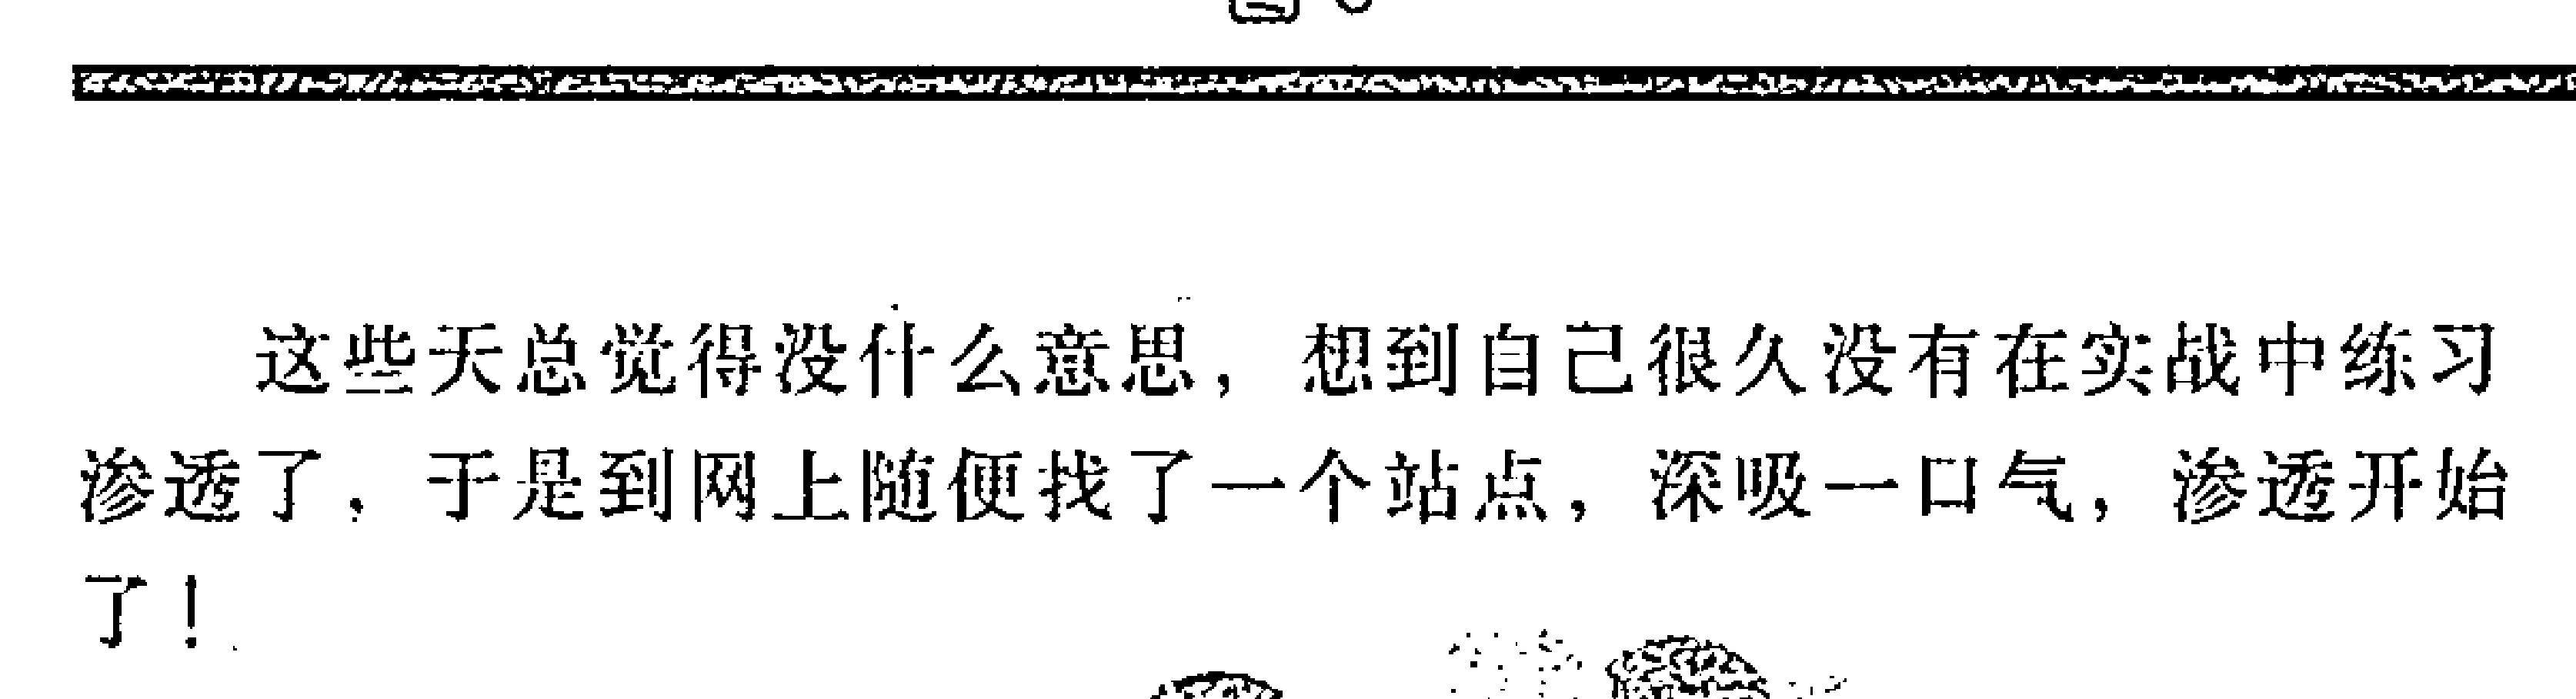 这些天总觉得没什么意思，想到自己很久没有在实战中练习
渗透了，于是到网上随便找了一个站点，深吸一口气，渗透开始
了！